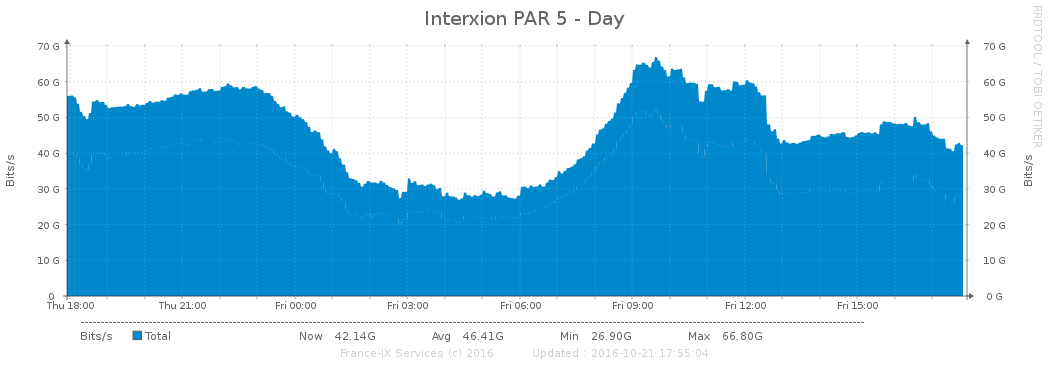 Interxion PAR 5 - Day
RRDTOOL / TOBI OETIKER
Bits/s
Bits/s
70 G 70 G
60 G 60 G
50 G 50 G
40 G 40 G
30 G 30 G
20 G 20 G
10 G 10 G
0 0 G
Thu 18:00 Thu 21:00 Fri 00:00 Fri 03:00 Fri 06:00 Fri 09:00 Fri 12:00 Fri 15:00
Bits/s Total Now 42.14G Avg 46.41G Min 26.90G Max 66.80G
France-IX Services (c) 2016 Updated : 2016-10-21 17:55:04